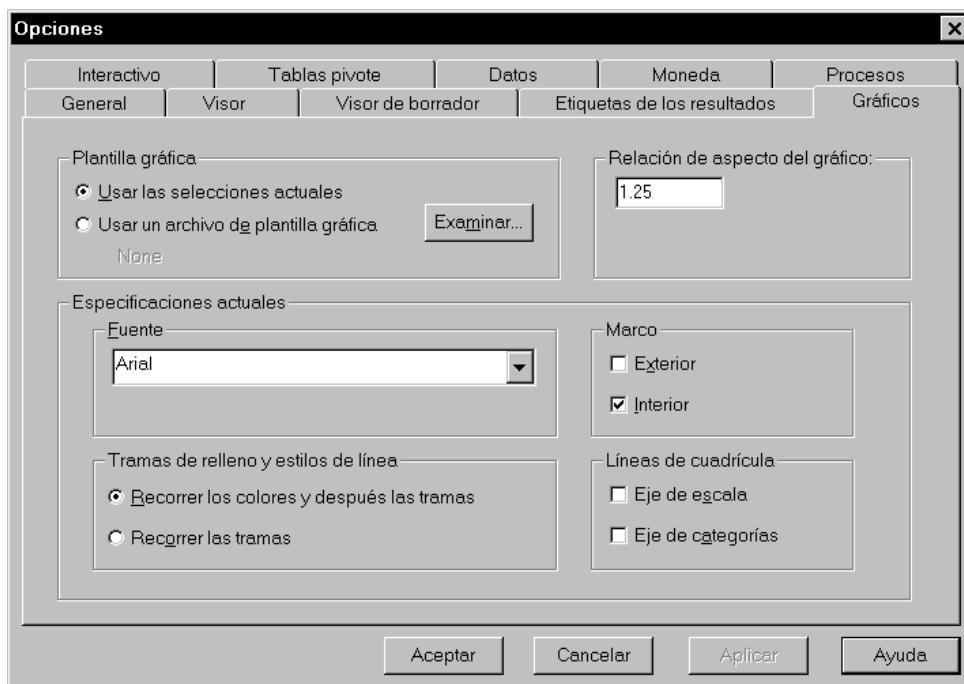 Opciones
Interactivo
Tablas pivote
Datos
Moneda
Procesos
General
Visor
Visor de borrador
Etiquetas de los resultados
Gráficos
Plantilla gráfica
Usar las selecciones actuales
Usar un archivo de plantilla gráfica
Examinar...
None
Relación de aspecto del gráfico:
1.25
Especificaciones actuales
Fuente
Arial
Marco
Exterior
Interior
Tramas de relleno y estilos de línea
Recorrer los colores y después las tramas
Recorrer las tramas
Líneas de cuadrícula
Eje de escala
Eje de categorías
Aceptar
Cancelar
Aplicar
Ayuda